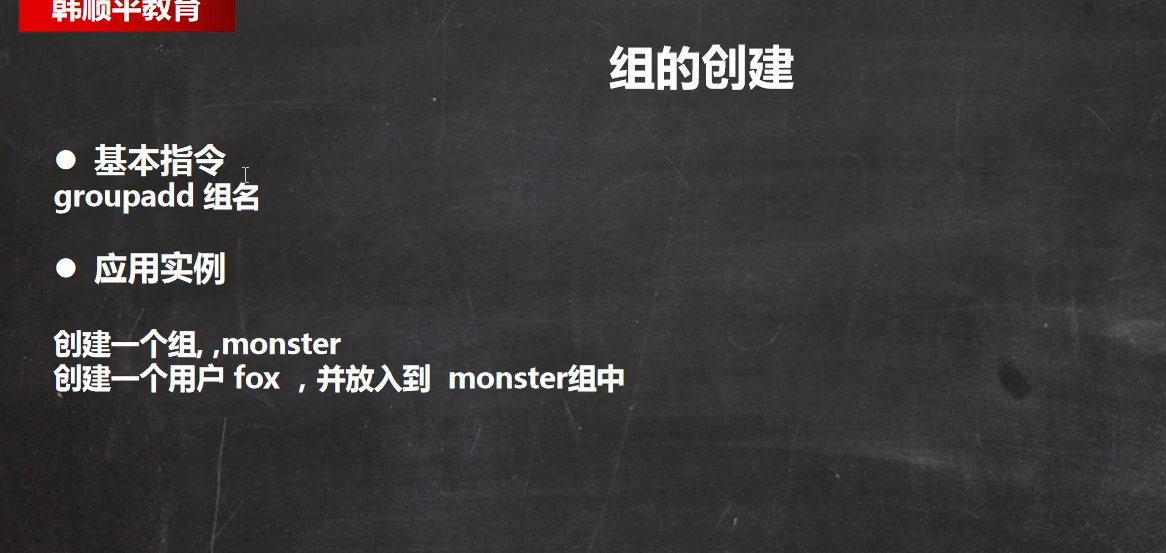 韩顺平教育
组的创建
● 基本指令
groupadd 组名
● 应用实例
创建一个组, ,monster
创建一个用户 fox ，并放入到 monster组中